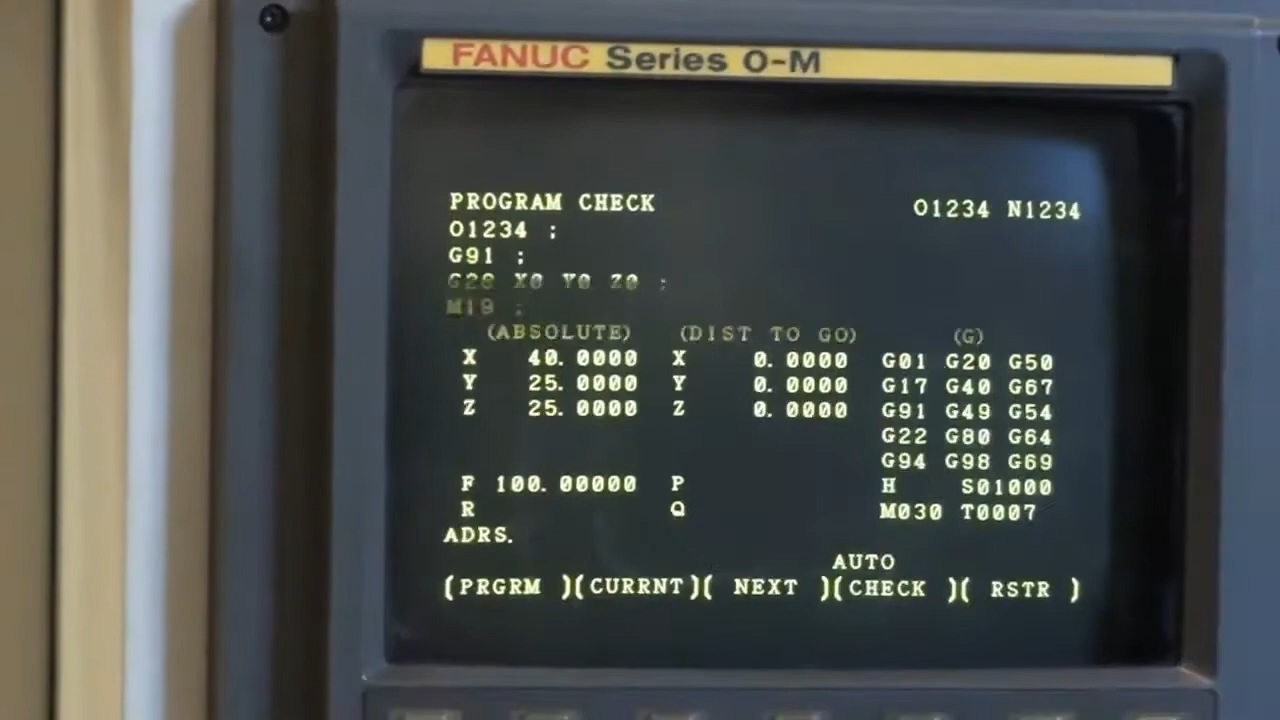 FANUC Series O-M
PROGRAM CHECK O1234 N1234
O1234 ;
G91 ;
G28 X0 Y0 Z0 ;
M19 ;
(ABSOLUTE) (DIST TO GO) (G)
X 40.0000 X 0.0000 G01 G20 G50
Y 25.0000 Y 0.0000 G17 G40 G67
Z 25.0000 Z 0.0000 G91 G49 G54
G22 G80 G64
G94 G98 G69
F 100.00000 P H S01000
R Q M030 T0007
ADRS.
AUTO
(PRGRM )(CURRNT)( NEXT )(CHECK )( RSTR )